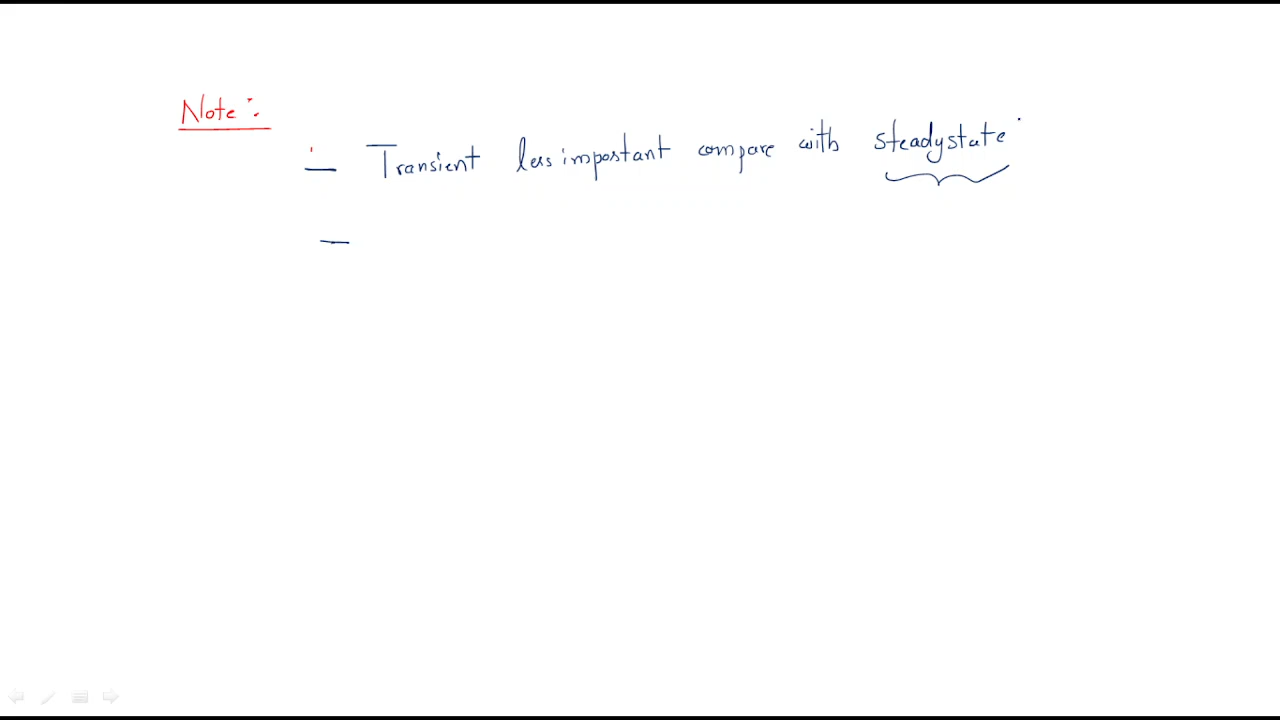 Note:
— Transient less important compare with steadystate
—